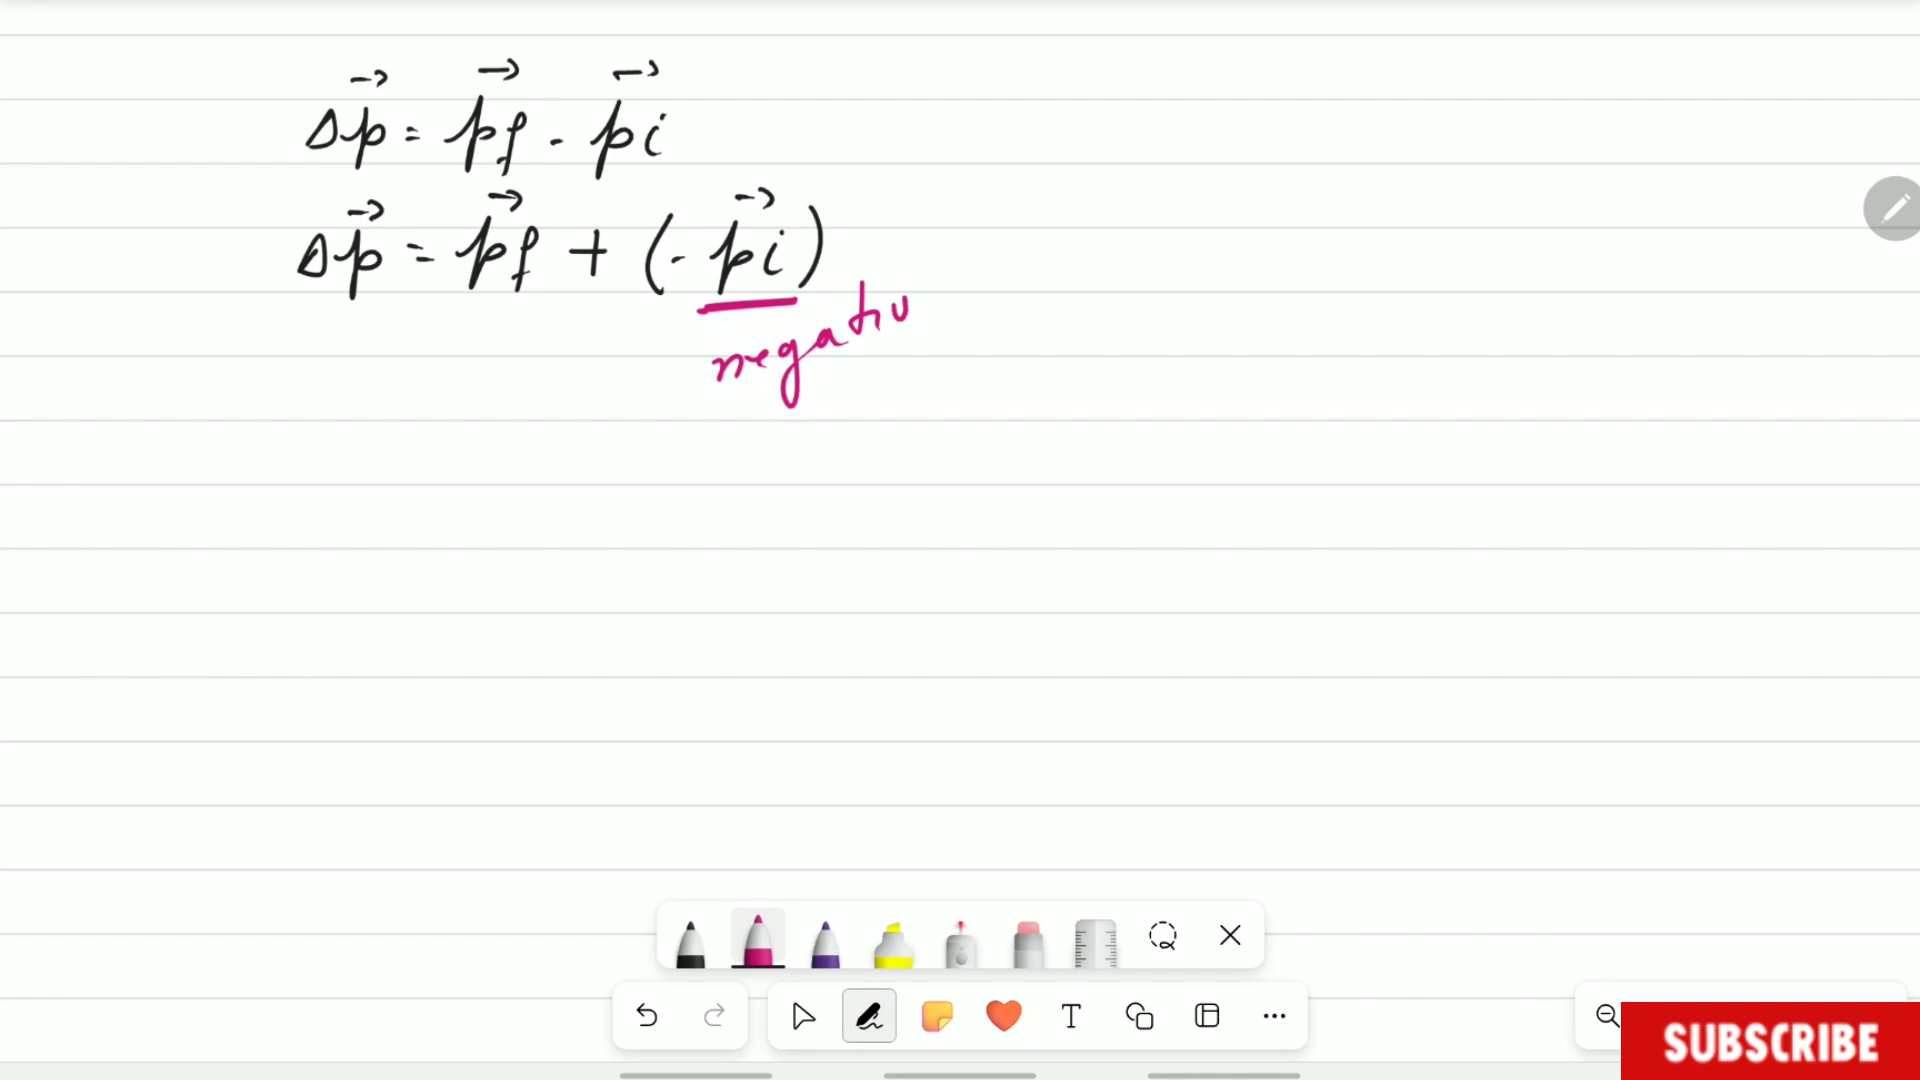 Δp⃗ = p⃗f - p⃗i
Δp⃗ = p⃗f + (- p⃗i)
negativ
SUBSCRIBE